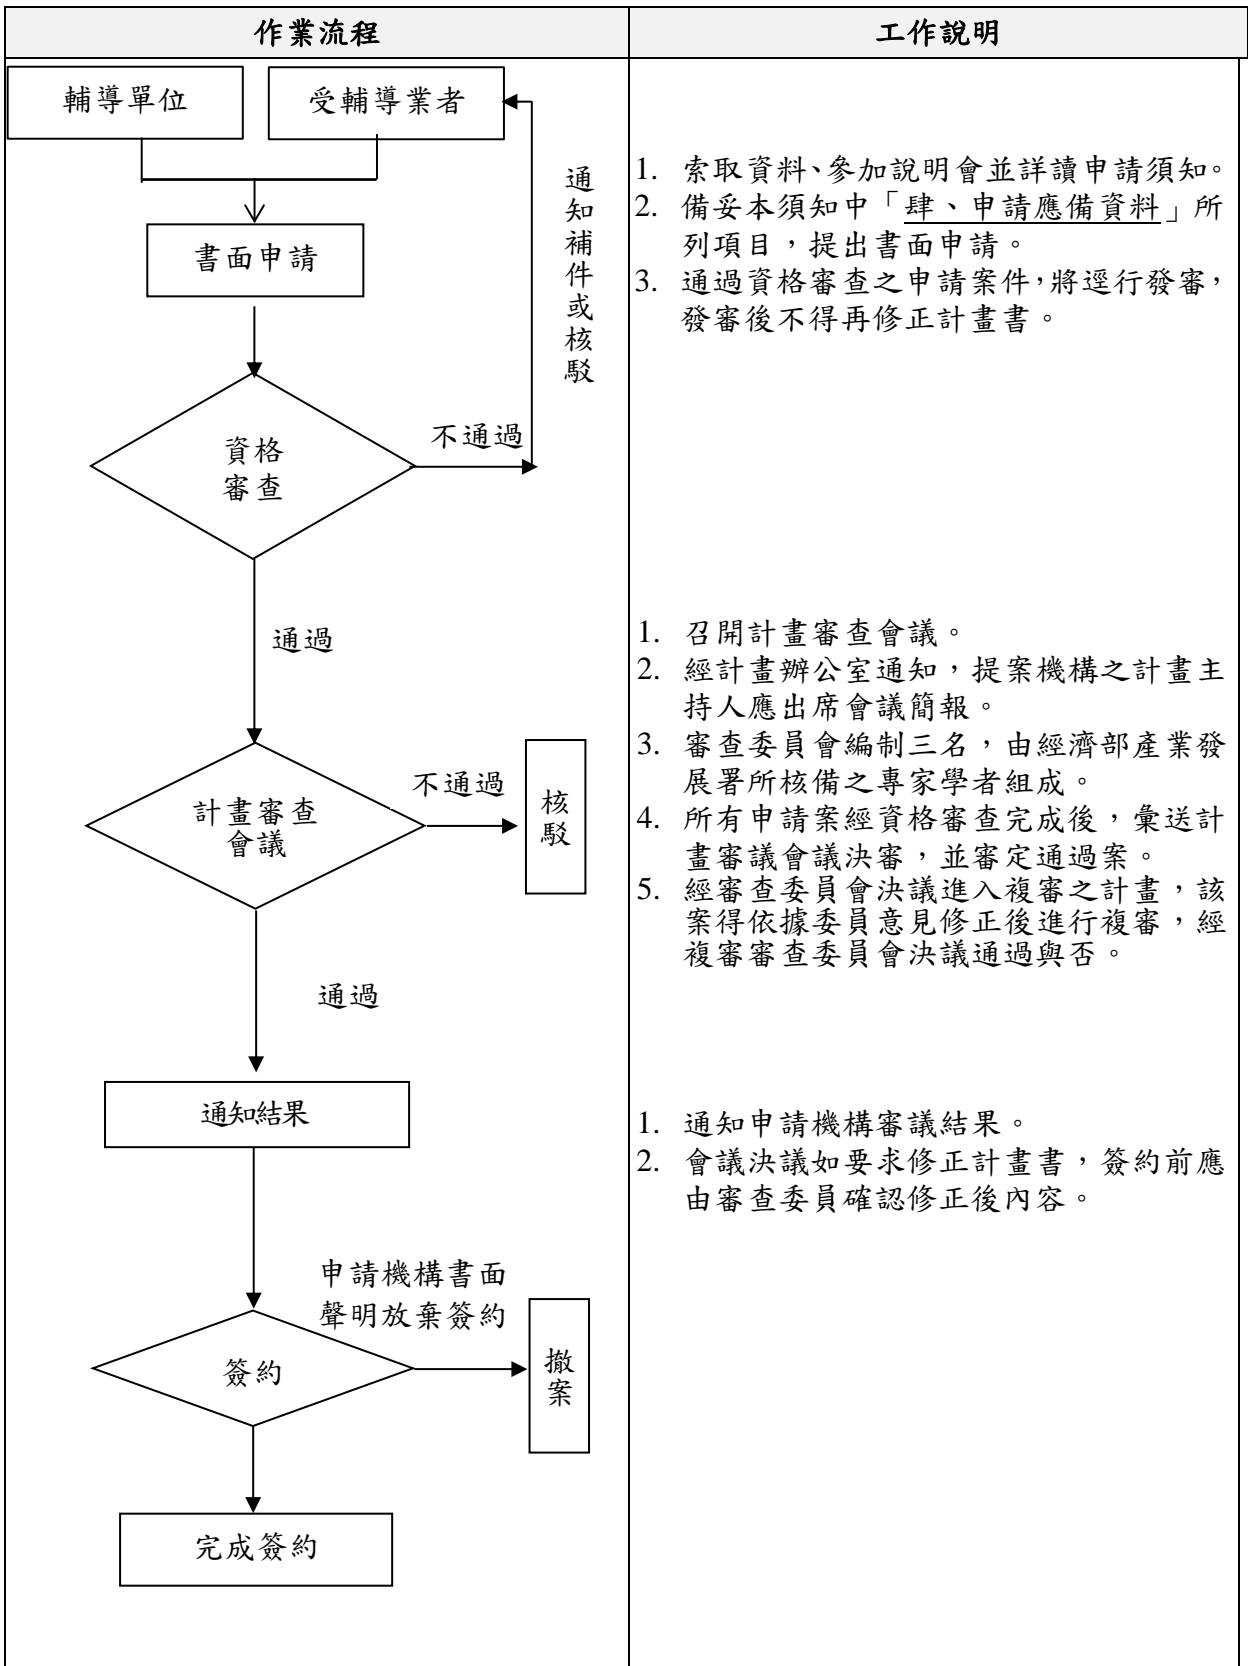 作業流程
工作說明
輔導單位
受輔導業者
書面申請
通知補件或核駁
資格
審查
不通過
通過
1. 索取資料、參加說明會並詳讀申請須知。
2. 備妥本須知中「肆、申請應備資料」所
列項目，提出書面申請。
3. 通過資格審查之申請案件，將逕行發審，
發審後不得再修正計畫書。
計畫審查
會議
不通過
核駁
通過
1. 召開計畫審查會議。
2. 經計畫辦公室通知，提案機構之計畫主
持人應出席會議簡報。
3. 審查委員會編制三名，由經濟部產業發
展署所核備之專家學者組成。
4. 所有申請案經資格審查完成後，彙送計
畫審議會議決審，並審定通過案。
5. 經審查委員會決議進入複審之計畫，該
案得依據委員意見修正後進行複審，經
複審審查委員會決議通過與否。
通知結果
1. 通知申請機構審議結果。
2. 會議決議如要求修正計畫書，簽約前應
由審查委員確認修正後內容。
申請機構書面
聲明放棄簽約
簽約
撤案
完成簽約